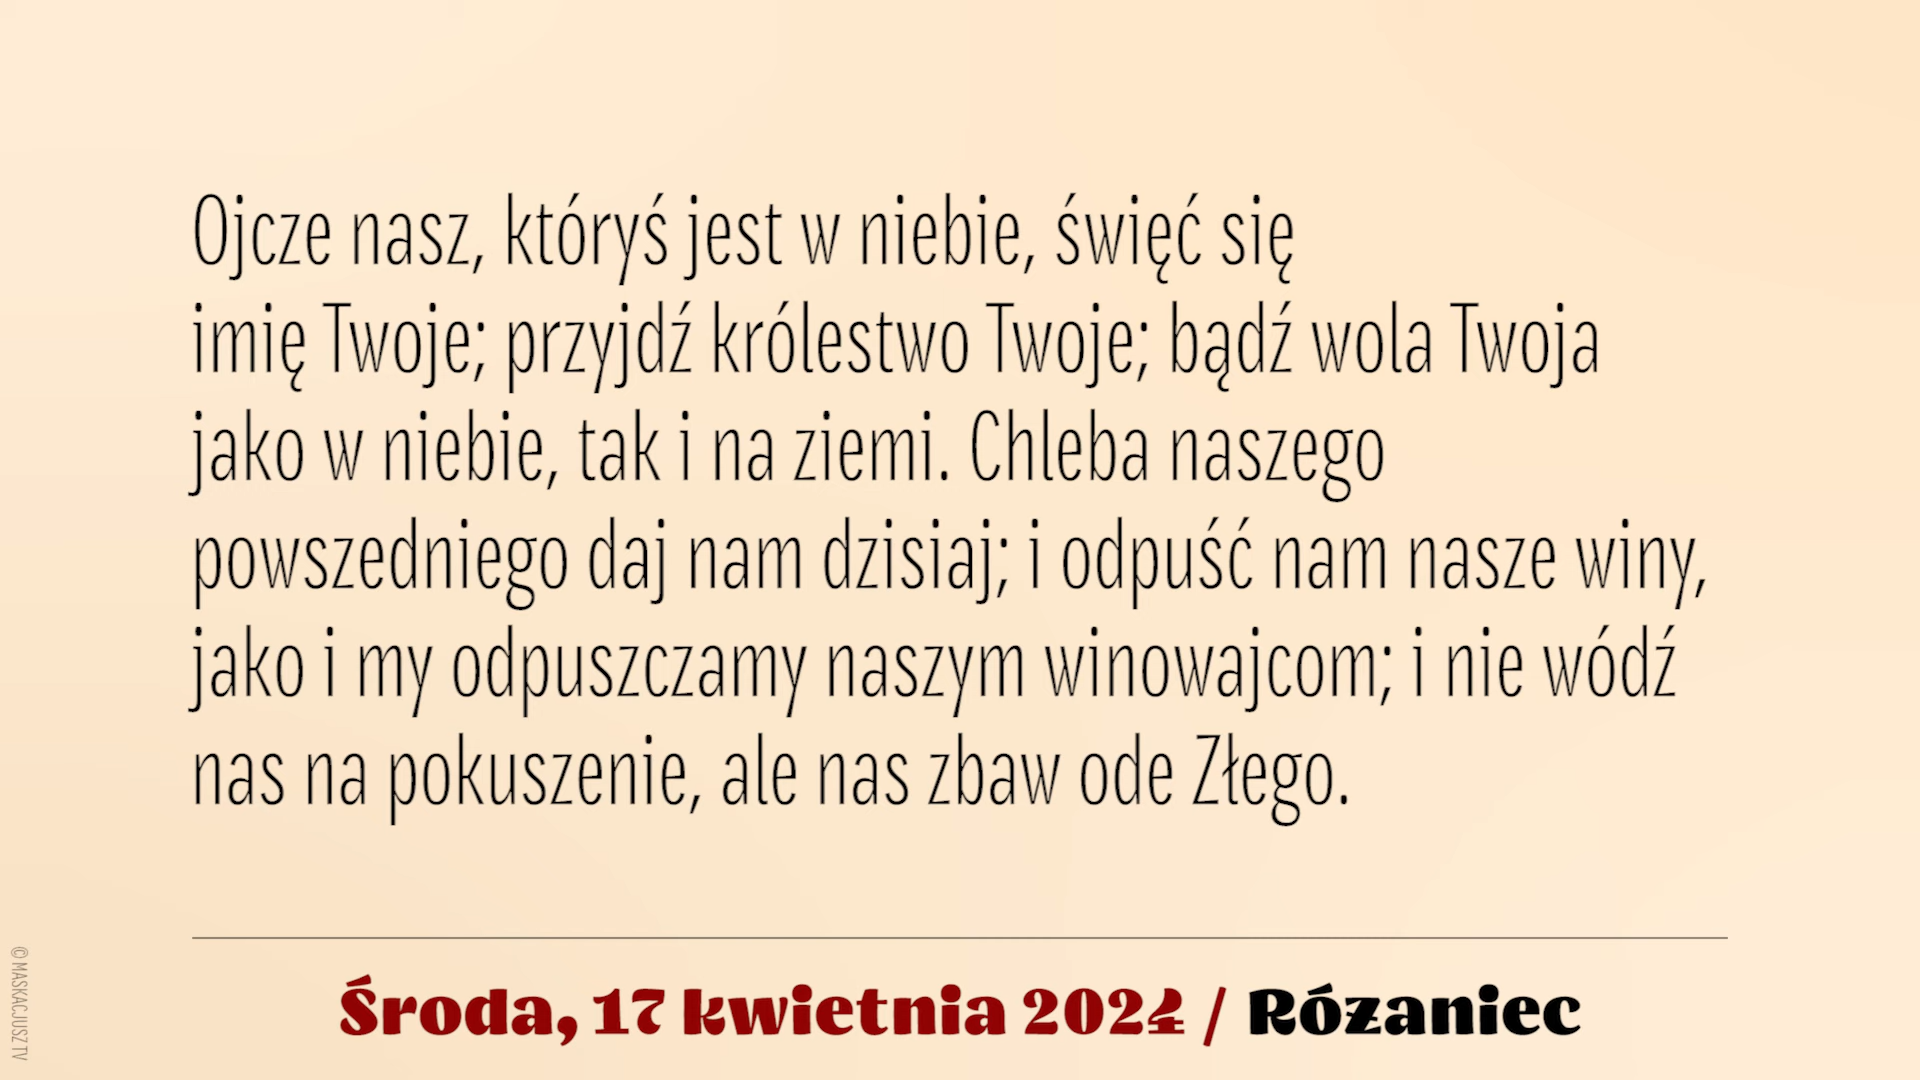 Ojcze nasz, któryś jest w niebie, święć się
imię Twoje; przyjdź królestwo Twoje; bądź wola Twoja
jako w niebie, tak i na ziemi. Chleba naszego
powszedniego daj nam dzisiaj; i odpuść nam nasze winy,
jako i my odpuszczamy naszym winowajcom; i nie wódź
nas na pokuszenie, ale nas zbaw ode Złego.
Środa, 17 kwietnia 2024 / Różaniec
© MASKACJUSZ TV